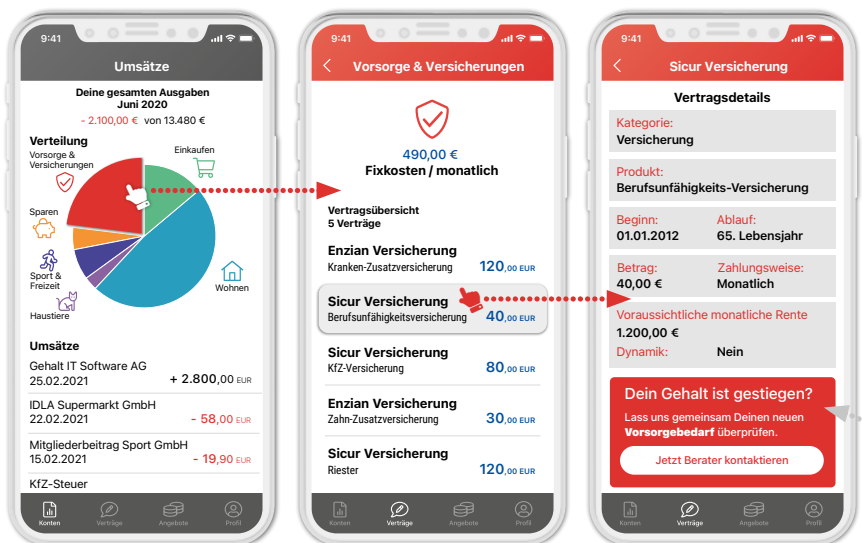 9:41
Umsätze
Deine gesamten Ausgaben
Juni 2020
- 2.100,00 € von 13.480 €
Verteilung
Vorsorge &
Versicherungen
Einkaufen
Sparen
Sport &
Freizeit
Haustiere
Wohnen
Umsätze
Gehalt IT Software AG
25.02.2021 + 2.800,00 EUR
IDLA Supermarkt GmbH
22.02.2021 - 58,00 EUR
Mitgliederbeitrag Sport GmbH
15.02.2021 - 19,90 EUR
KfZ-Steuer
Konten Verträge Angebote Profil
9:41
Vorsorge & Versicherungen
490,00 €
Fixkosten / monatlich
Vertragsübersicht
5 Verträge
Enzian Versicherung
Kranken-Zusatzversicherung 120,00 EUR
Sicur Versicherung
Berufsunfähigkeitsversicherung 40,00 EUR
Sicur Versicherung
KfZ-Versicherung 80,00 EUR
Enzian Versicherung
Zahn-Zusatzversicherung 30,00 EUR
Sicur Versicherung
Riester 120,00 EUR
Konten Verträge Angebote Profil
9:41
Sicur Versicherung
Vertragsdetails
Kategorie:
Versicherung
Produkt:
Berufsunfähigkeits-Versicherung
Beginn: Ablauf:
01.01.2012 65. Lebensjahr
Betrag: Zahlungsweise:
40,00 € Monatlich
Voraussichtliche monatliche Rente
1.200,00 €
Dynamik: Nein
Dein Gehalt ist gestiegen?
Lass uns gemeinsam Deinen neuen
Vorsorgebedarf überprüfen.
Jetzt Berater kontaktieren
Konten Verträge Angebote Profil